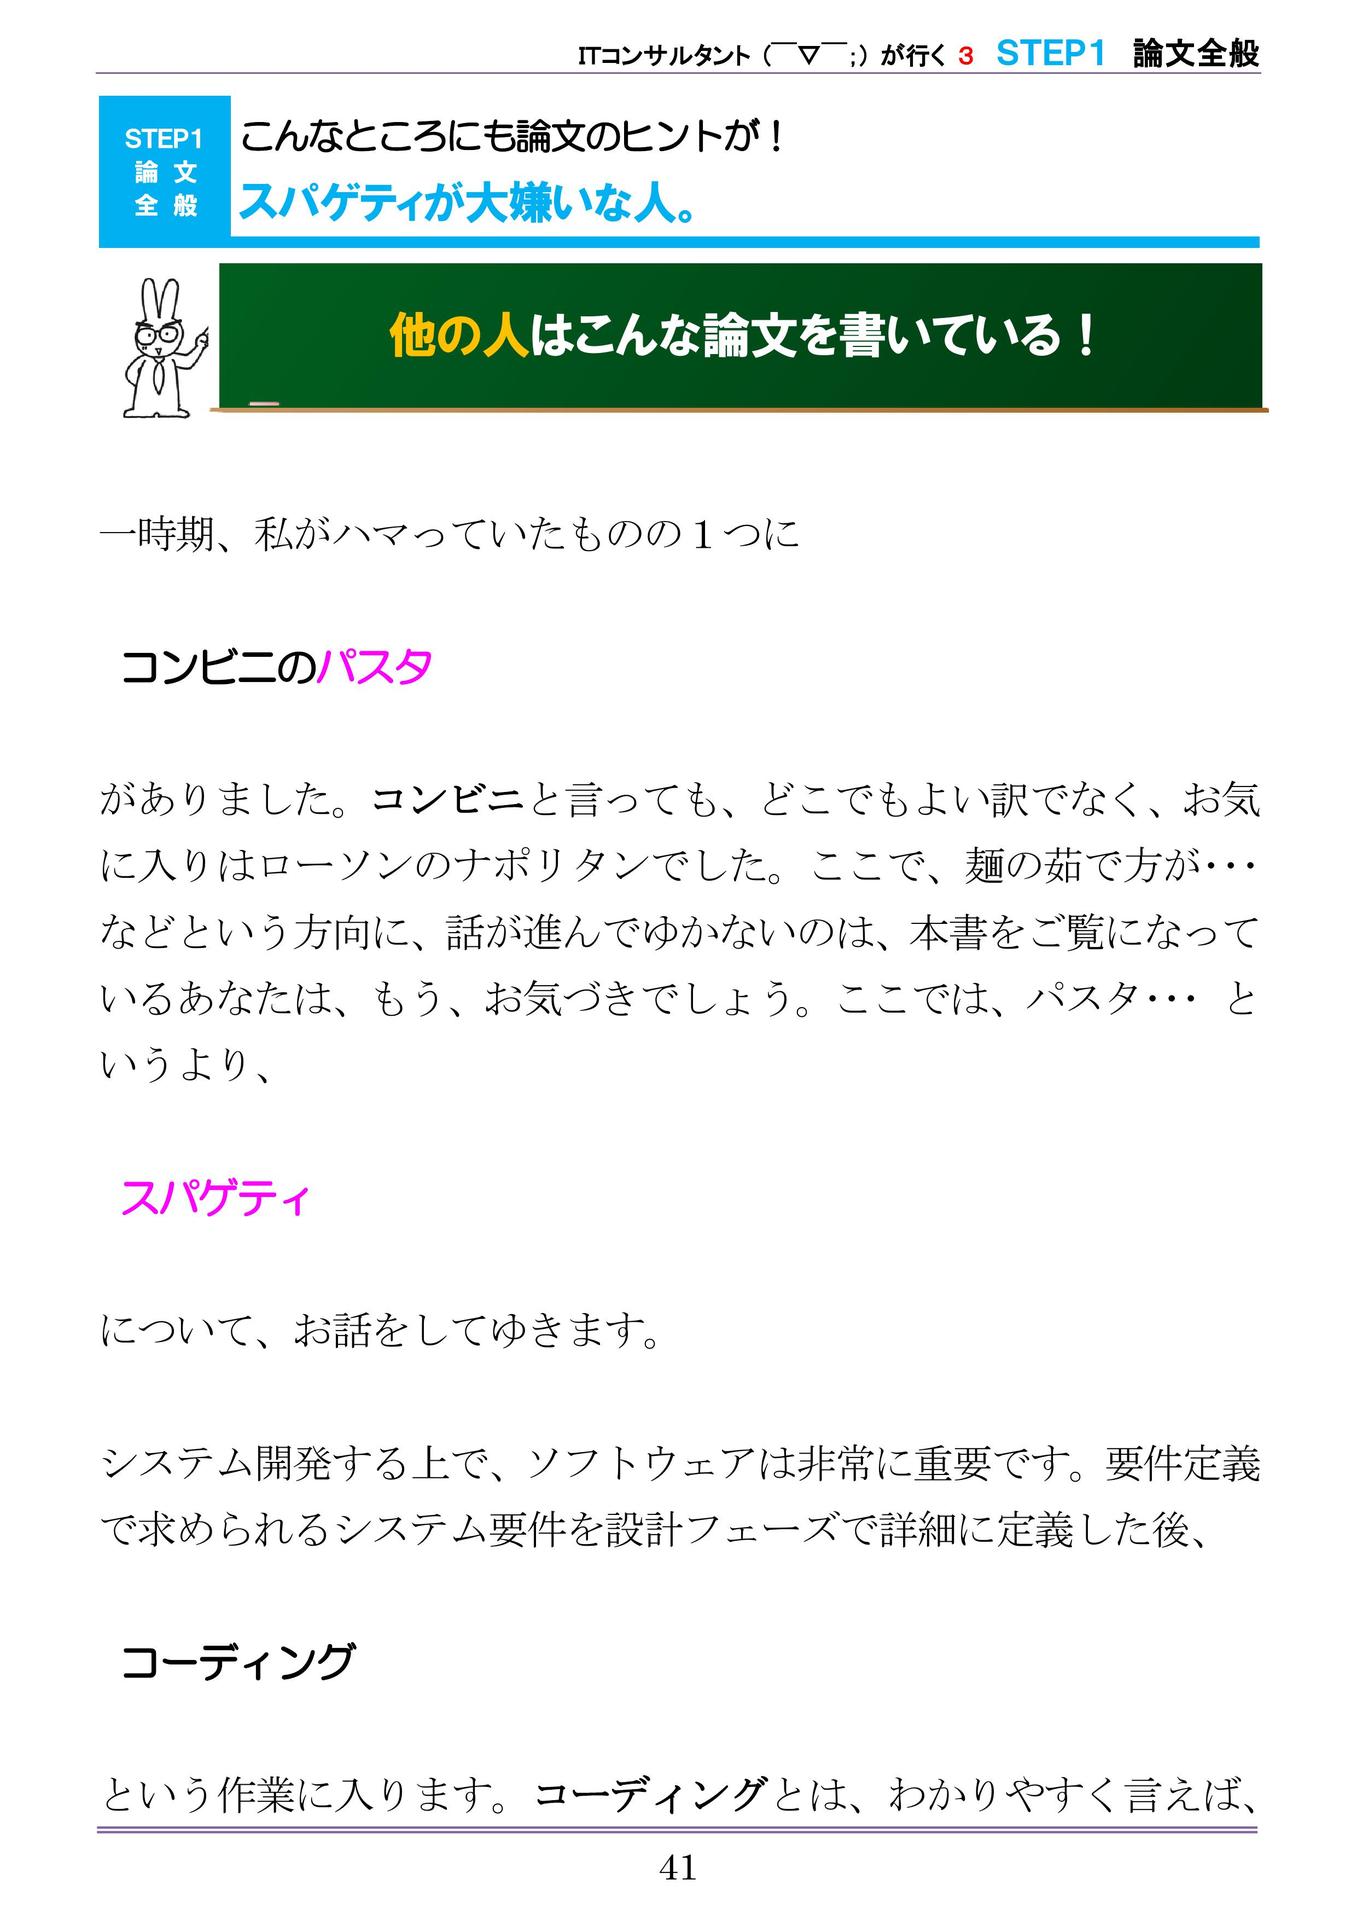 ITコンサルタント（￣▽￣；）が行く 3 STEP1 論文全般
STEP1
論文
全般
こんなところにも論文のヒントが！
スパゲティが大嫌いな人。
他の人はこんな論文を書いている！
一時期、私がハマっていたものの１つに
コンビニのパスタ
がありました。コンビニと言っても、どこでもよい訳でなく、お気
に入りはローソンのナポリタンでした。ここで、麺の茹で方が･･･
などという方向に、話が進んでゆかないのは、本書をご覧になって
いるあなたは、もう、お気づきでしょう。ここでは、パスタ･･･ と
いうより、
スパゲティ
について、お話をしてゆきます。
システム開発する上で、ソフトウェアは非常に重要です。要件定義
で求められるシステム要件を設計フェーズで詳細に定義した後、
コーディング
という作業に入ります。コーディングとは、わかりやすく言えば、
41